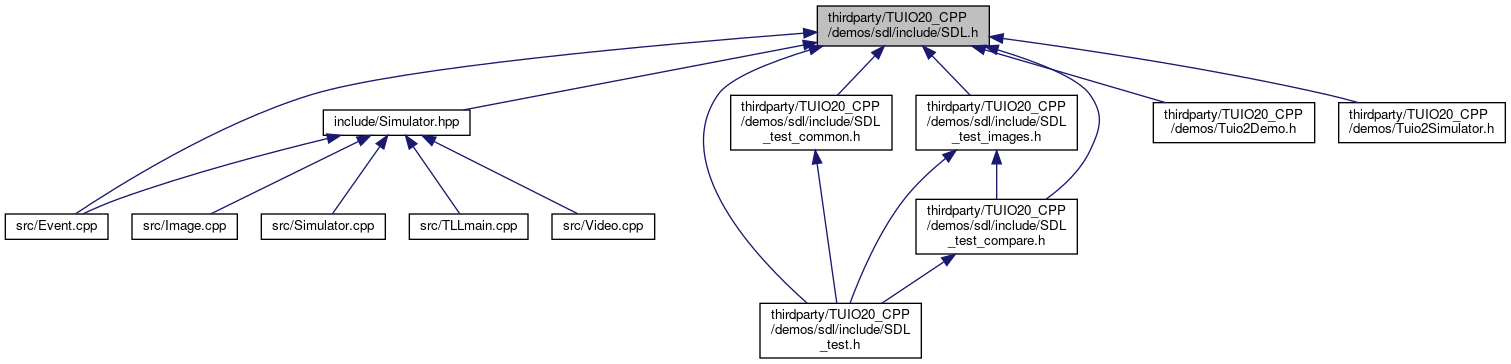 thirdparty/TUIO20_CPP
/demos/sdl/include/SDL.h
include/Simulator.hpp
thirdparty/TUIO20_CPP
/demos/sdl/include/SDL
_test_common.h
thirdparty/TUIO20_CPP
/demos/sdl/include/SDL
_test_images.h
thirdparty/TUIO20_CPP
/demos/Tuio2Demo.h
thirdparty/TUIO20_CPP
/demos/Tuio2Simulator.h
src/Event.cpp
src/Image.cpp
src/Simulator.cpp
src/TLLmain.cpp
src/Video.cpp
thirdparty/TUIO20_CPP
/demos/sdl/include/SDL
_test_compare.h
thirdparty/TUIO20_CPP
/demos/sdl/include/SDL
_test.h